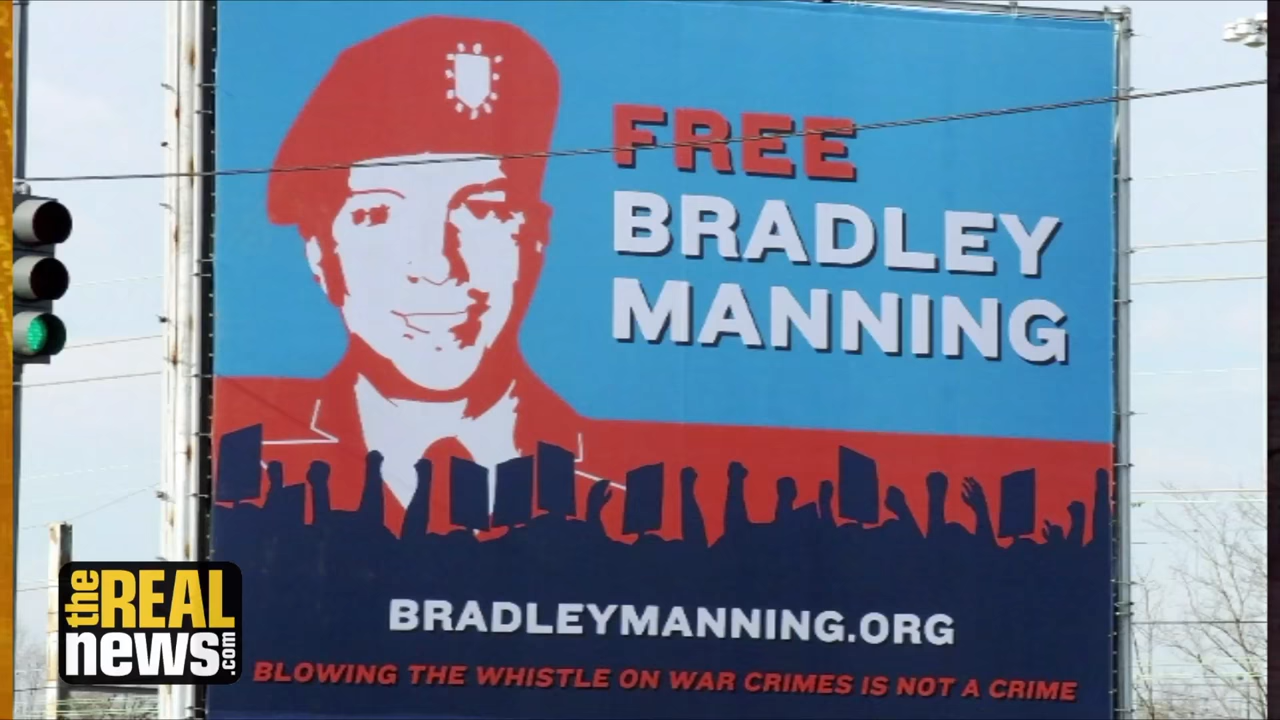 FREE
BRADLEY
MANNING
BRADLEYMANNING.ORG
BLOWING THE WHISTLE ON WAR CRIMES IS NOT A CRIME
the REAL
news.com